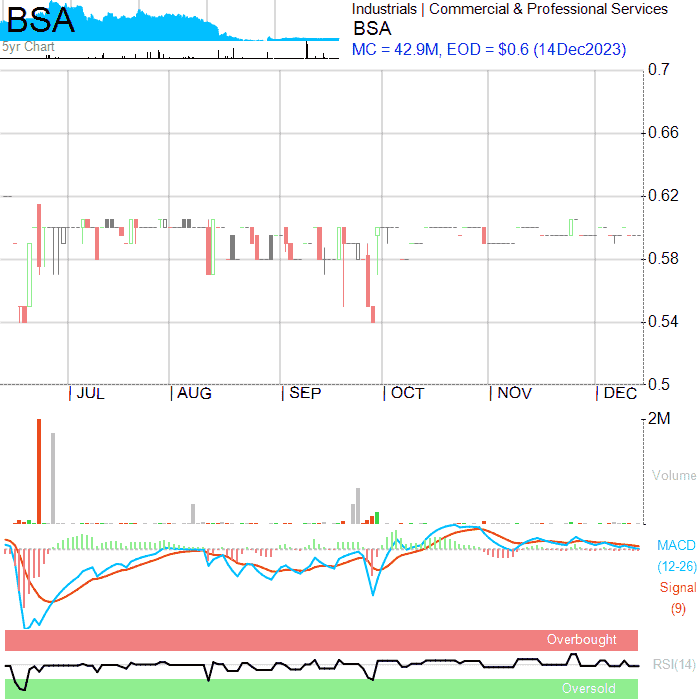 BSA
5yr Chart
Industrials | Commercial & Professional Services
BSA
MC = 42.9M, EOD = $0.6 (14Dec2023)
0.7
0.66
0.62
0.58
0.54
0.5
| JUL | AUG | SEP | OCT | NOV | DEC
2M
Volume
MACD
(12-26)
Signal
(9)
Overbought
RSI(14)
Oversold